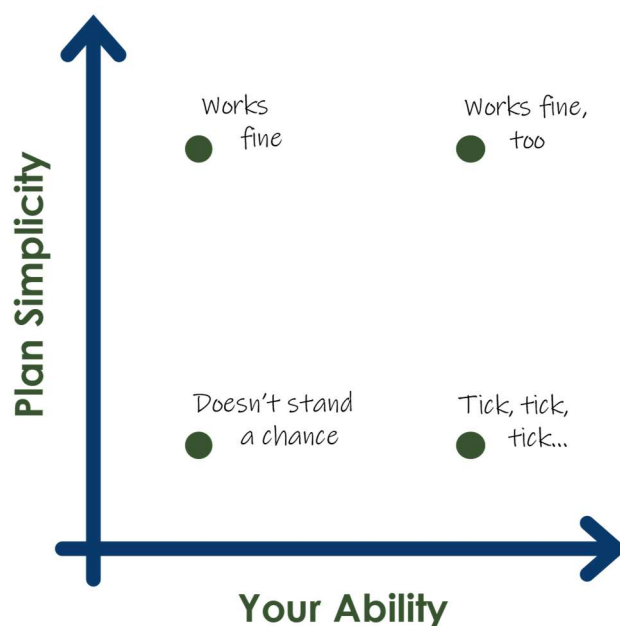 Works
fine
Works fine,
too
Plan Simplicity
Doesn't stand
a chance
Tick, tick,
tick...
Your Ability